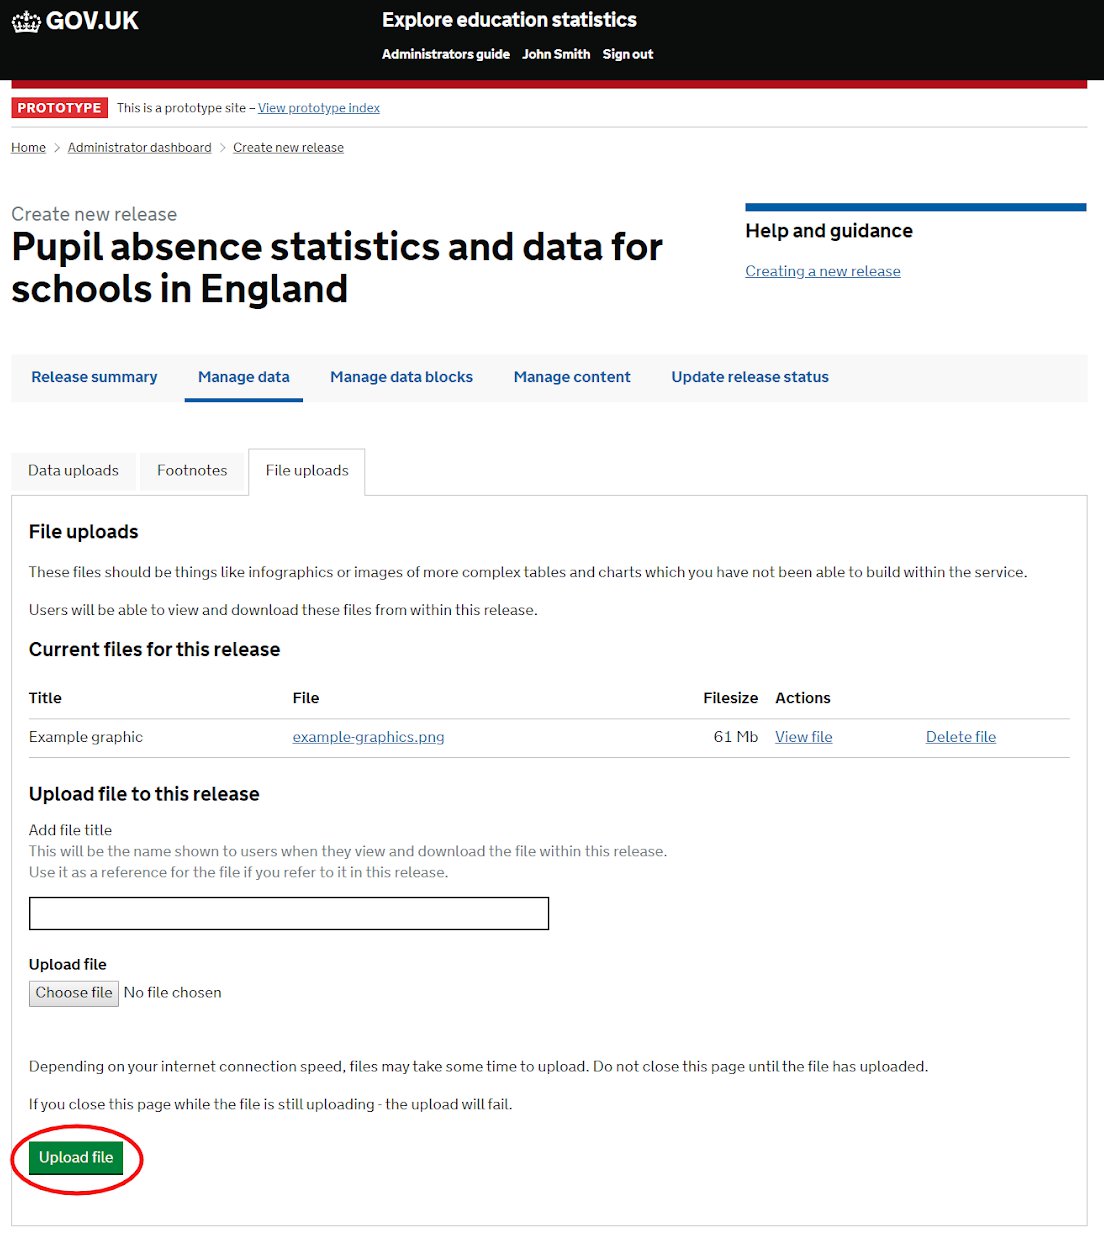 GOV.UK
Explore education statistics
Administrators guide John Smith Sign out
PROTOTYPE This is a prototype site – View prototype index
Home > Administrator dashboard > Create new release
Create new release
Pupil absence statistics and data for
schools in England
Help and guidance
Creating a new release
Release summary Manage data Manage data blocks Manage content Update release status
Data uploads Footnotes File uploads
File uploads
These files should be things like infographics or images of more complex tables and charts which you have not been able to build within the service.
Users will be able to view and download these files from within this release.
Current files for this release
Title File Filesize Actions
Example graphic example-graphics.png 61 Mb View file Delete file
Upload file to this release
Add file title
This will be the name shown to users when they view and download the file within this release.
Use it as a reference for the file if you refer to it in this release.
Upload file
Choose file No file chosen
Depending on your internet connection speed, files may take some time to upload. Do not close this page until the file has uploaded.
If you close this page while the file is still uploading - the upload will fail.
Upload file